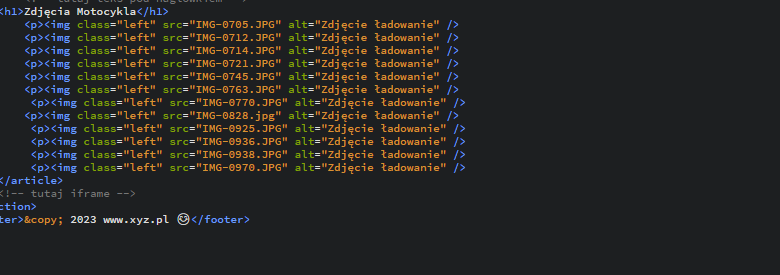 <h1>Zdjęcia Motocykla</h1>
<p><img class="left" src="IMG-0705.JPG" alt="Zdjęcie ładowanie" />
<p><img class="left" src="IMG-0712.JPG" alt="Zdjęcie ładowanie" />
<p><img class="left" src="IMG-0714.JPG" alt="Zdjęcie ładowanie" />
<p><img class="left" src="IMG-0721.JPG" alt="Zdjęcie ładowanie" />
<p><img class="left" src="IMG-0745.JPG" alt="Zdjęcie ładowanie" />
<p><img class="left" src="IMG-0763.JPG" alt="Zdjęcie ładowanie" />
<p><img class="left" src="IMG-0770.JPG" alt="Zdjęcie ładowanie" />
<p><img class="left" src="IMG-0828.jpg" alt="Zdjęcie ładowanie" />
<p><img class="left" src="IMG-0925.JPG" alt="Zdjęcie ładowanie" />
<p><img class="left" src="IMG-0936.JPG" alt="Zdjęcie ładowanie" />
<p><img class="left" src="IMG-0938.JPG" alt="Zdjęcie ładowanie" />
<p><img class="left" src="IMG-0970.JPG" alt="Zdjęcie ładowanie" />
</article>
<!-- tutaj iframe -->
ction>
ter>&copy; 2023 www.xyz.pl 😊</footer>